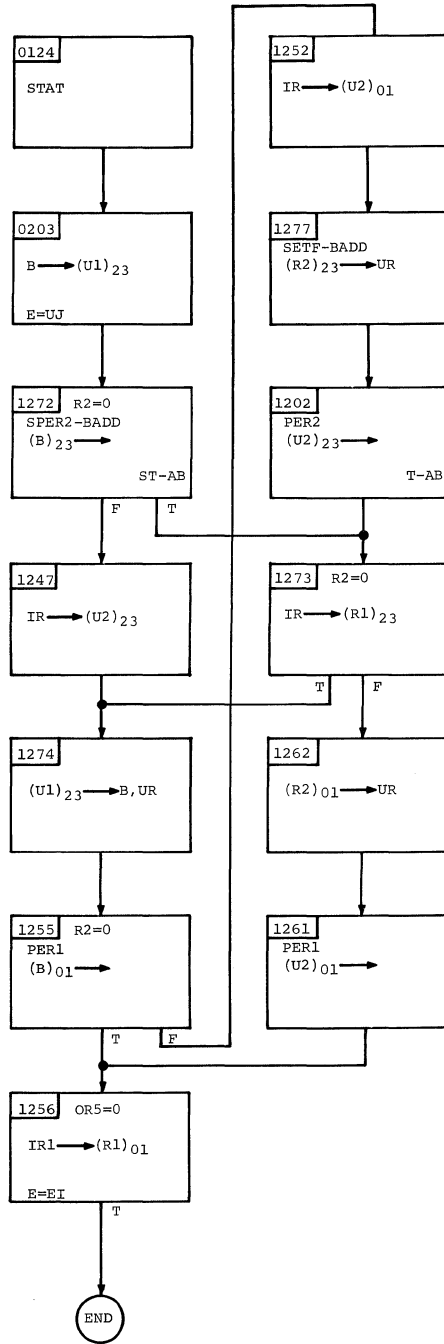 0124
STAT
0203
B→(U1)23
E=UJ
1272 R2=0
SPER2-BADD
(B)23→
ST-AB
F T
1247
IR→(U2)23
1274
(U1)23→B,UR
1255 R2=0
PER1
(B)01→
T F
1256 OR5=0
IR1→(R1)01
E=EI
T
END
1252
IR→(U2)01
1277
SETF-BADD
(R2)23→UR
1202
PER2
(U2)23→
T-AB
1273 R2=0
IR→(R1)23
T F
1262
(R2)01→UR
1261
PER1
(U2)01→